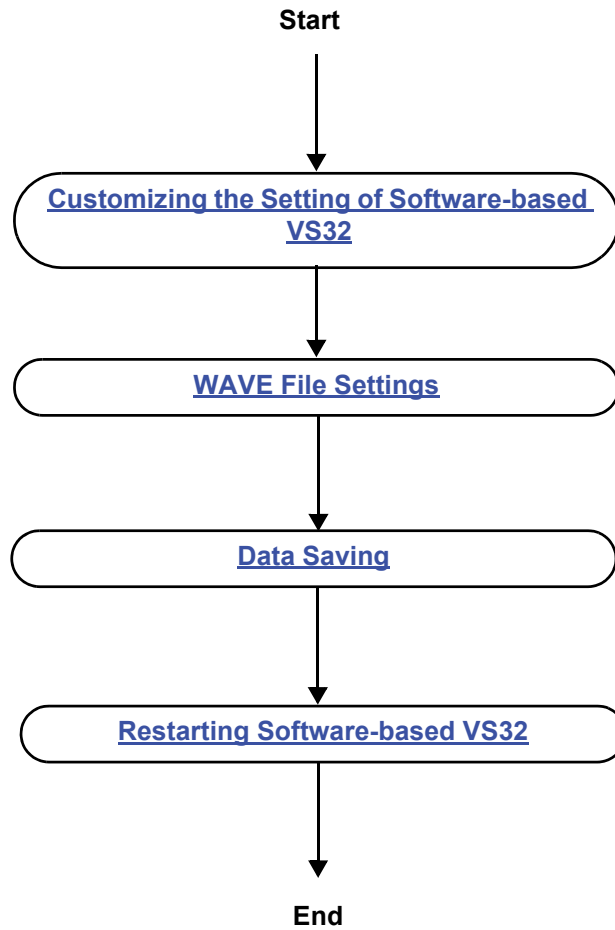 Start
Customizing the Setting of Software-based
VS32
WAVE File Settings
Data Saving
Restarting Software-based VS32
End